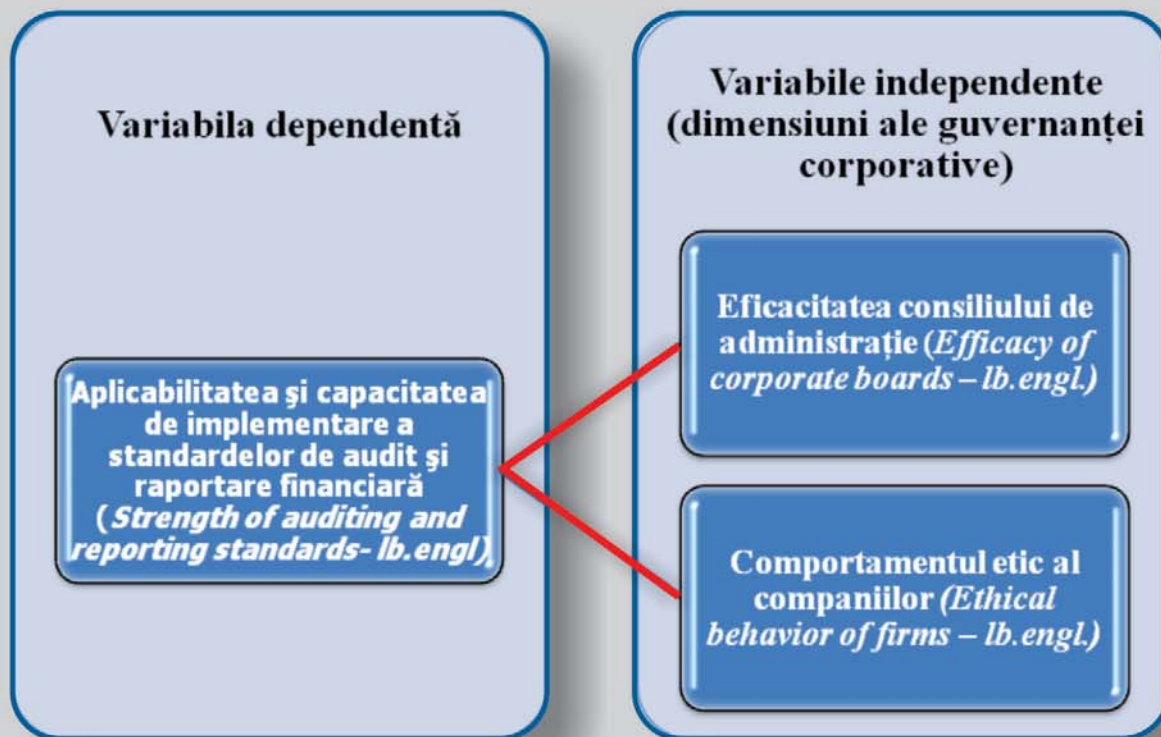 Variabila dependentă
Aplicabilitatea şi capacitatea
de implementare a
standardelor de audit şi
raportare financiară
(Strength of auditing and
reporting standards- lb.engl)
Variabile independente
(dimensiuni ale guvernanței
corporative)
Eficacitatea consiliului de
administrație (Efficacy of
corporate boards – lb.engl.)
Comportamentul etic al
companiilor (Ethical
behavior of firms – lb.engl.)